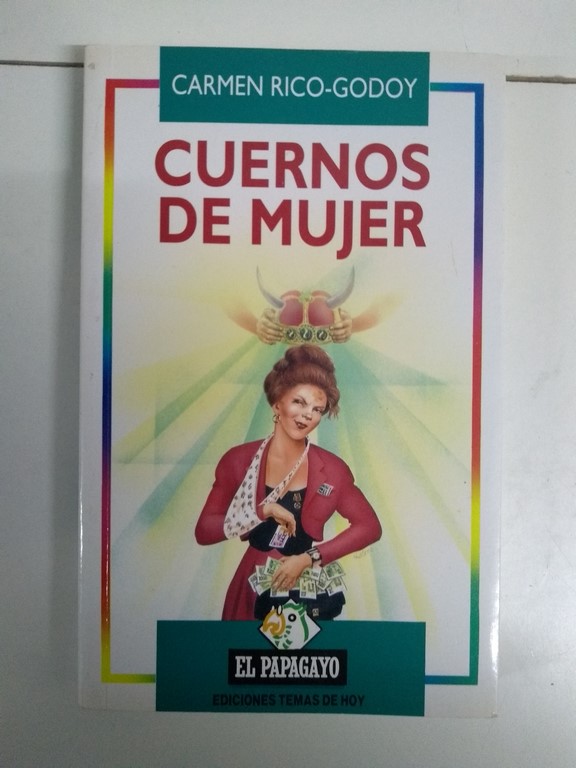 CARMEN RICO-GODOY
CUERNOS
DE MUJER
EL PAPAGAYO
EDICIONES TEMAS DE HOY